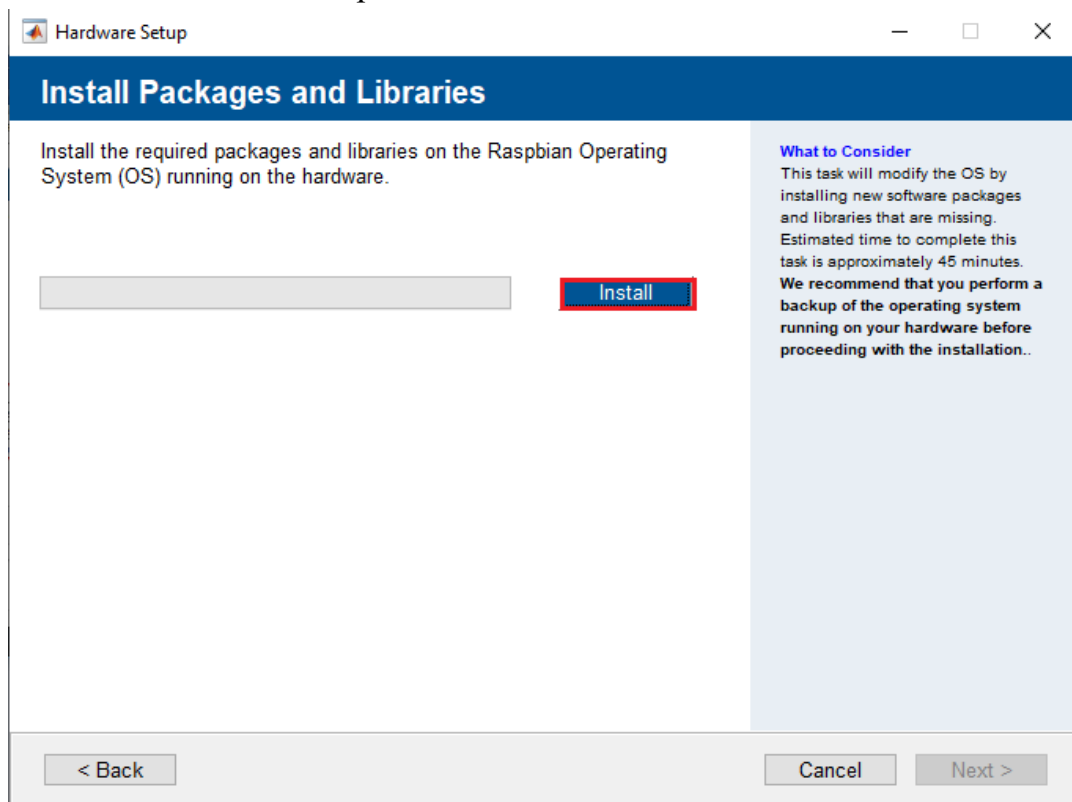 Hardware Setup
Install Packages and Libraries
Install the required packages and libraries on the Raspbian Operating
System (OS) running on the hardware.
Install
What to Consider
This task will modify the OS by
installing new software packages
and libraries that are missing.
Estimated time to complete this
task is approximately 45 minutes.
We recommend that you perform a
backup of the operating system
running on your hardware before
proceeding with the installation..
< Back
Cancel
Next >